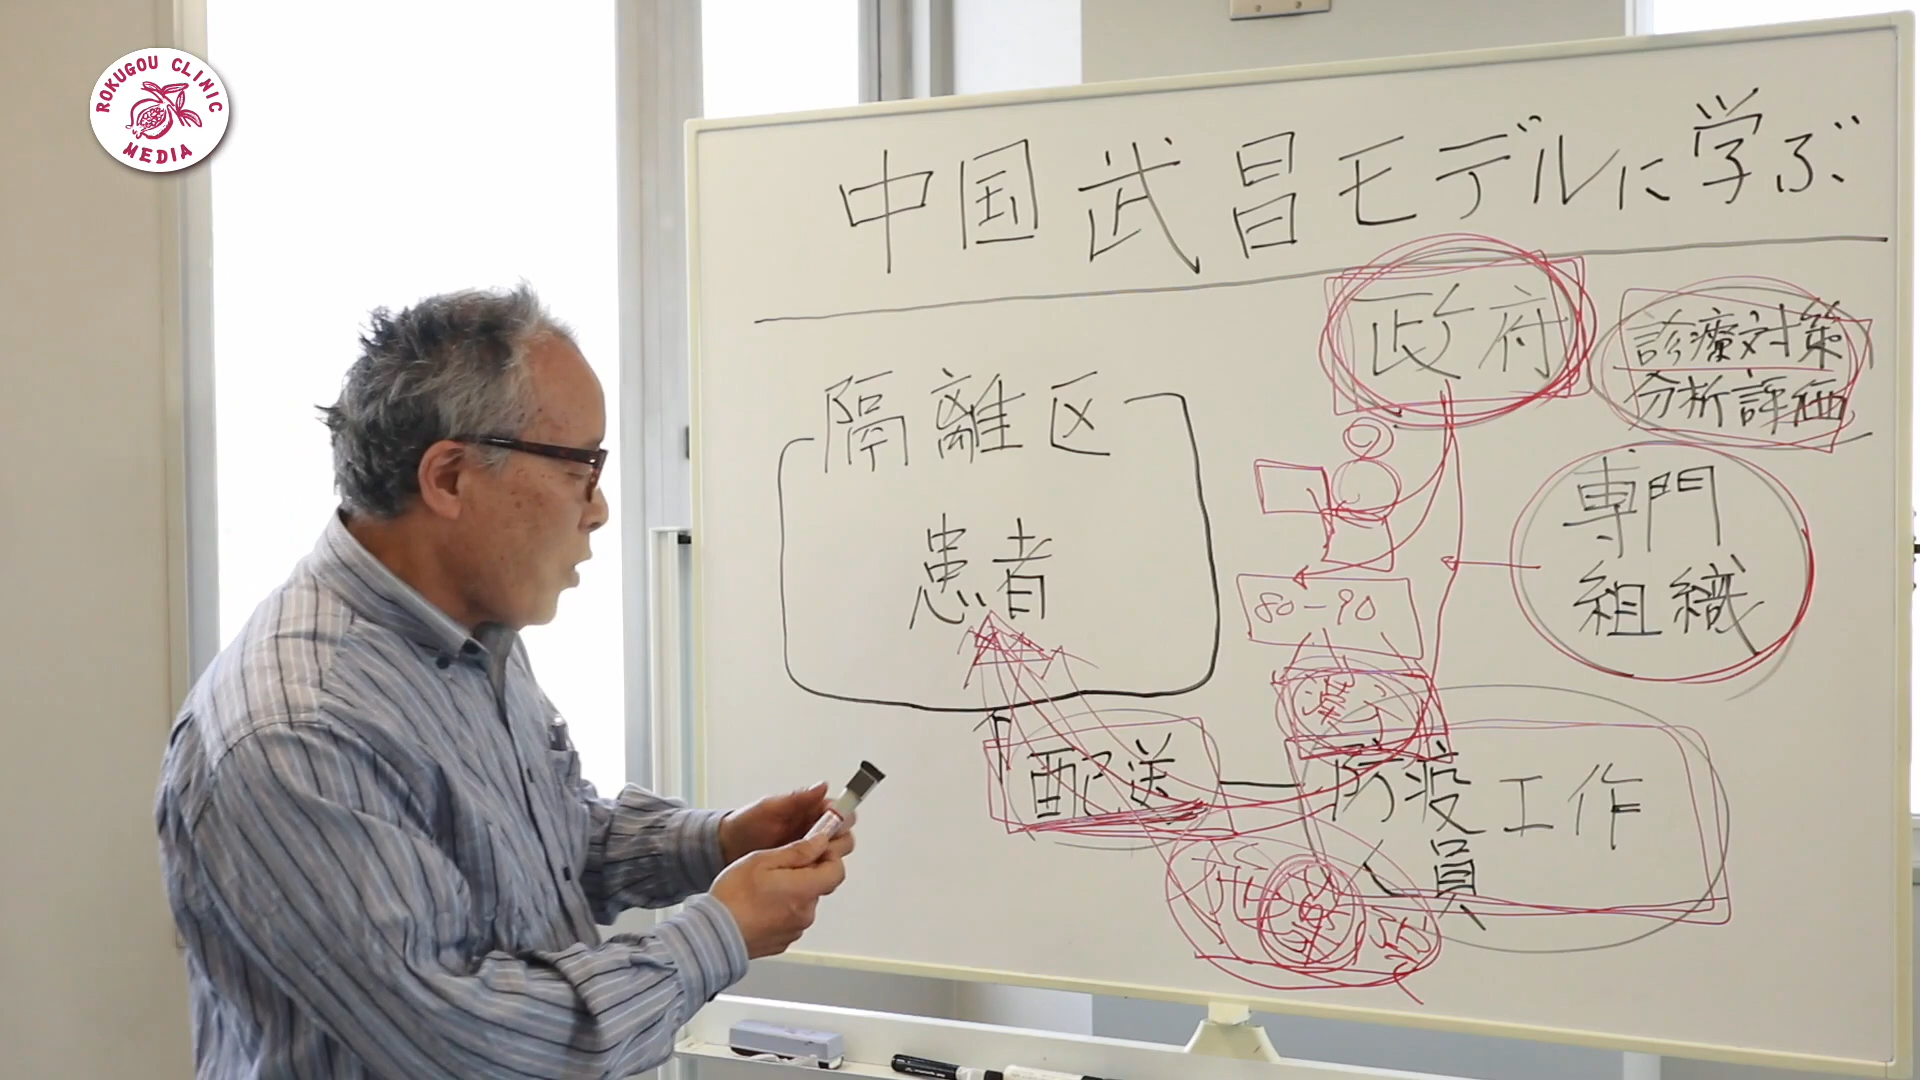 ROKUGOU CLINIC
MEDIA
中国武昌モデルに学ぶ
政府
診療対策
分析評価
隔離区
専門
組織
患者
80-90
漢方
配送
防疫工作
人員